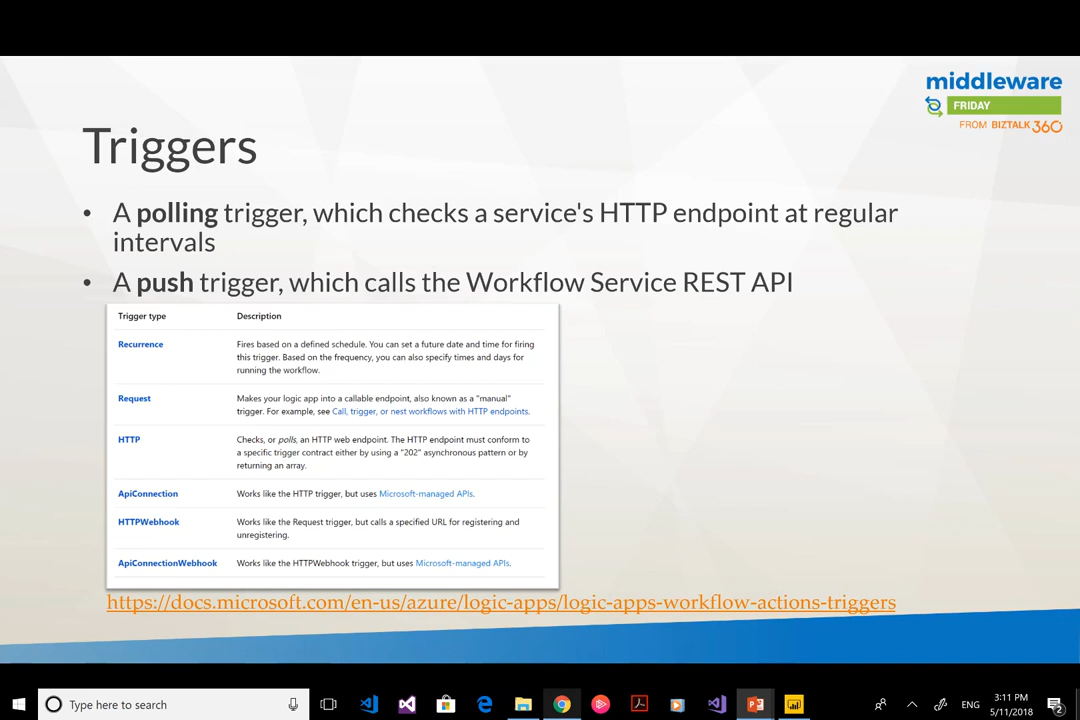 middleware
FRIDAY
FROM BIZTALK360
Triggers
• A polling trigger, which checks a service's HTTP endpoint at regular
intervals
• A push trigger, which calls the Workflow Service REST API
Trigger type Description
Recurrence Fires based on a defined schedule. You can set a future date and time for firing
this trigger. Based on the frequency, you can also specify times and days for
running the workflow.
Request Makes your logic app into a callable endpoint, also known as a "manual"
trigger. For example, see Call, trigger, or nest workflows with HTTP endpoints.
HTTP Checks, or polls, an HTTP web endpoint. The HTTP endpoint must conform to
a specific trigger contract either by using a "202" asynchronous pattern or by
returning an array.
ApiConnection Works like the HTTP trigger, but uses Microsoft-managed APIs.
HTTPWebhook Works like the Request trigger, but calls a specified URL for registering and
unregistering.
ApiConnectionWebhook Works like the HTTPWebhook trigger, but uses Microsoft-managed APIs.
https://docs.microsoft.com/en-us/azure/logic-apps/logic-apps-workflow-actions-triggers
Type here to search
ENG
3:11 PM
5/11/2018
2